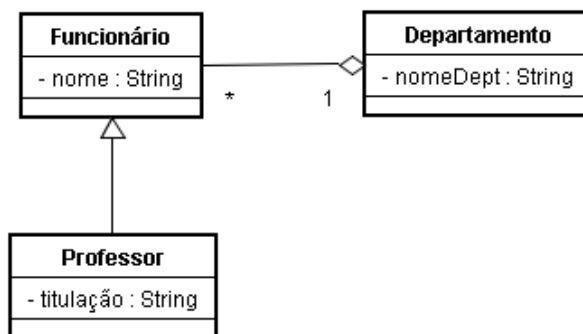 Funcionário
- nome : String
*
1
Departamento
- nomeDept : String
Professor
- titulação : String